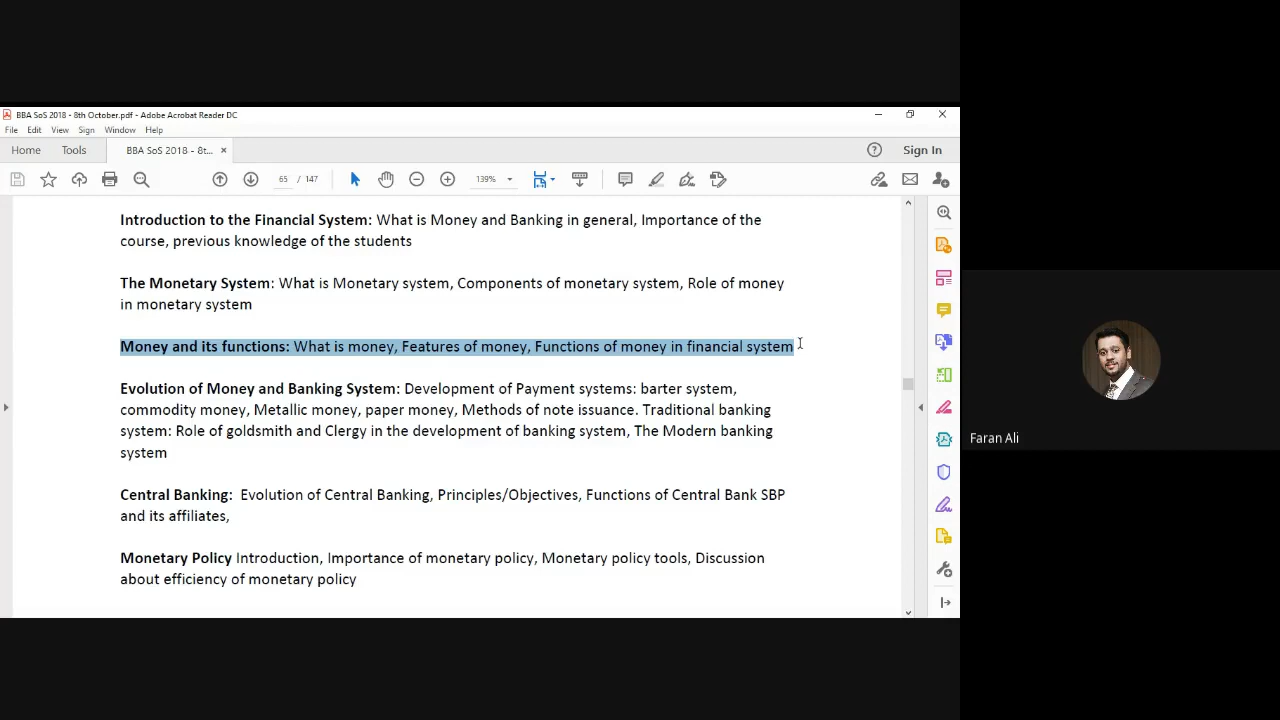 BBA SoS 2018 - 8th October.pdf - Adobe Acrobat Reader DC
File Edit View Sign Window Help
Home Tools BBA SoS 2018 - 8t... × Sign In
65 / 147 139%
Introduction to the Financial System: What is Money and Banking in general, Importance of the
course, previous knowledge of the students
The Monetary System: What is Monetary system, Components of monetary system, Role of money
in monetary system
Money and its functions: What is money, Features of money, Functions of money in financial system
Evolution of Money and Banking System: Development of Payment systems: barter system,
commodity money, Metallic money, paper money, Methods of note issuance. Traditional banking
system: Role of goldsmith and Clergy in the development of banking system, The Modern banking
system
Central Banking: Evolution of Central Banking, Principles/Objectives, Functions of Central Bank SBP
and its affiliates,
Monetary Policy Introduction, Importance of monetary policy, Monetary policy tools, Discussion
about efficiency of monetary policy
Faran Ali